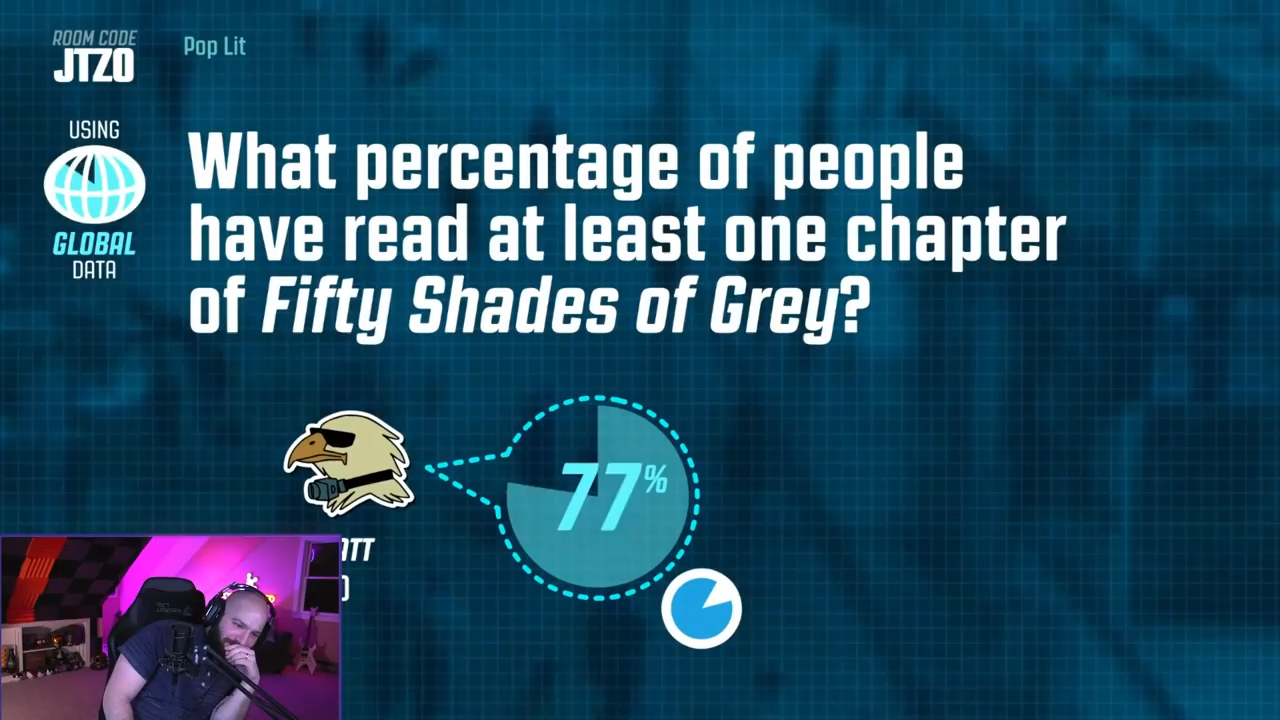 ROOM CODE
JTZO
Pop Lit
USING
GLOBAL
DATA
What percentage of people
have read at least one chapter
of Fifty Shades of Grey?
77%